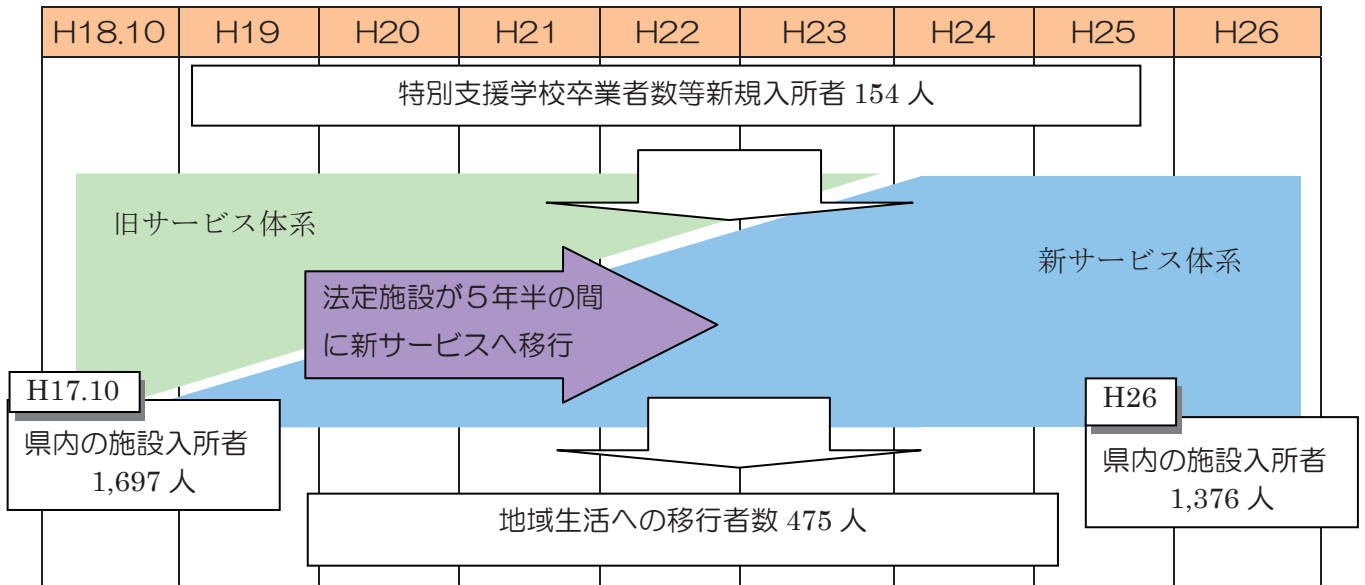 H18.10 H19 H20 H21 H22 H23 H24 H25 H26
特別支援学校卒業者数等新規入所者 154 人
旧サービス体系
新サービス体系
法定施設が５年半の間
に新サービスへ移行
H17.10
県内の施設入所者
1,697 人
H26
県内の施設入所者
1,376 人
地域生活への移行者数 475 人